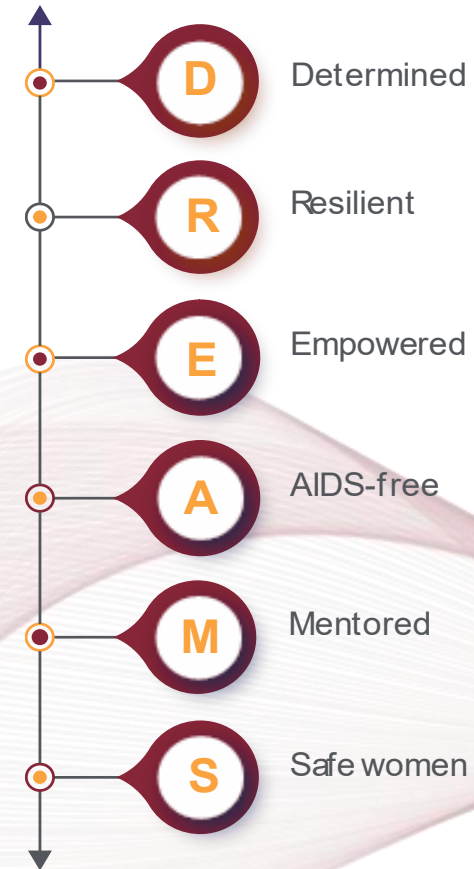 D Determined
R Resilient
E Empowered
A AIDS-free
M Mentored
S Safe women